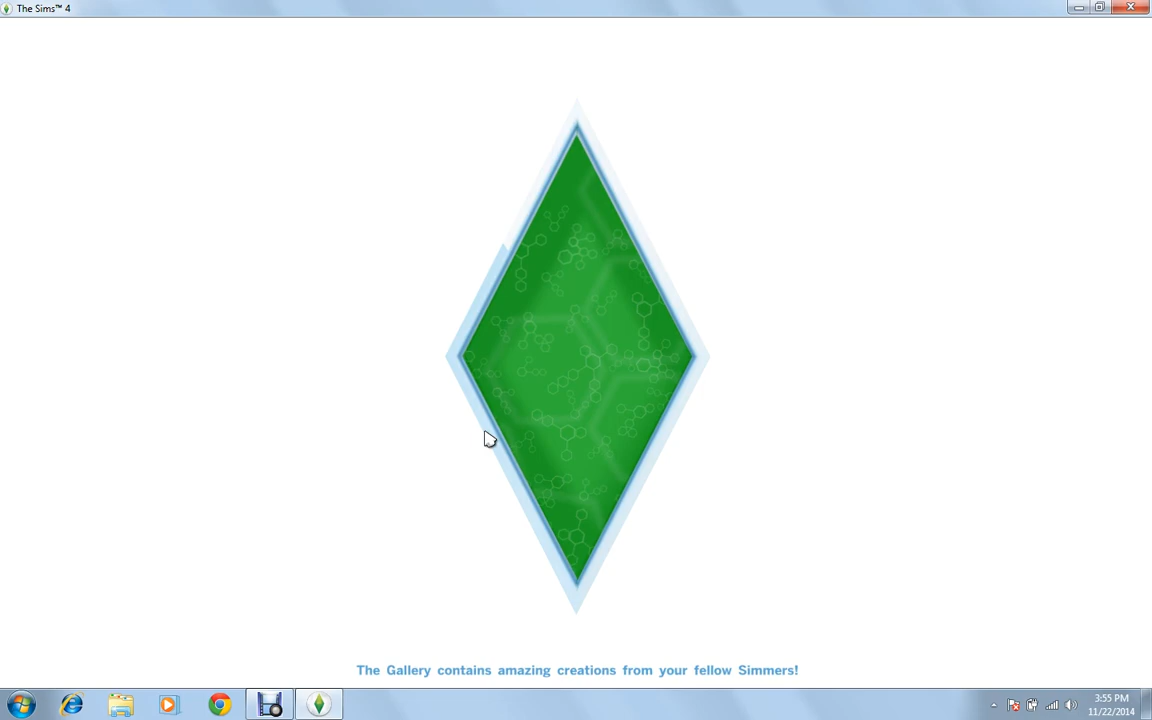 The Sims™ 4
The Gallery contains amazing creations from your fellow Simmers!
3:55 PM
11/22/2014